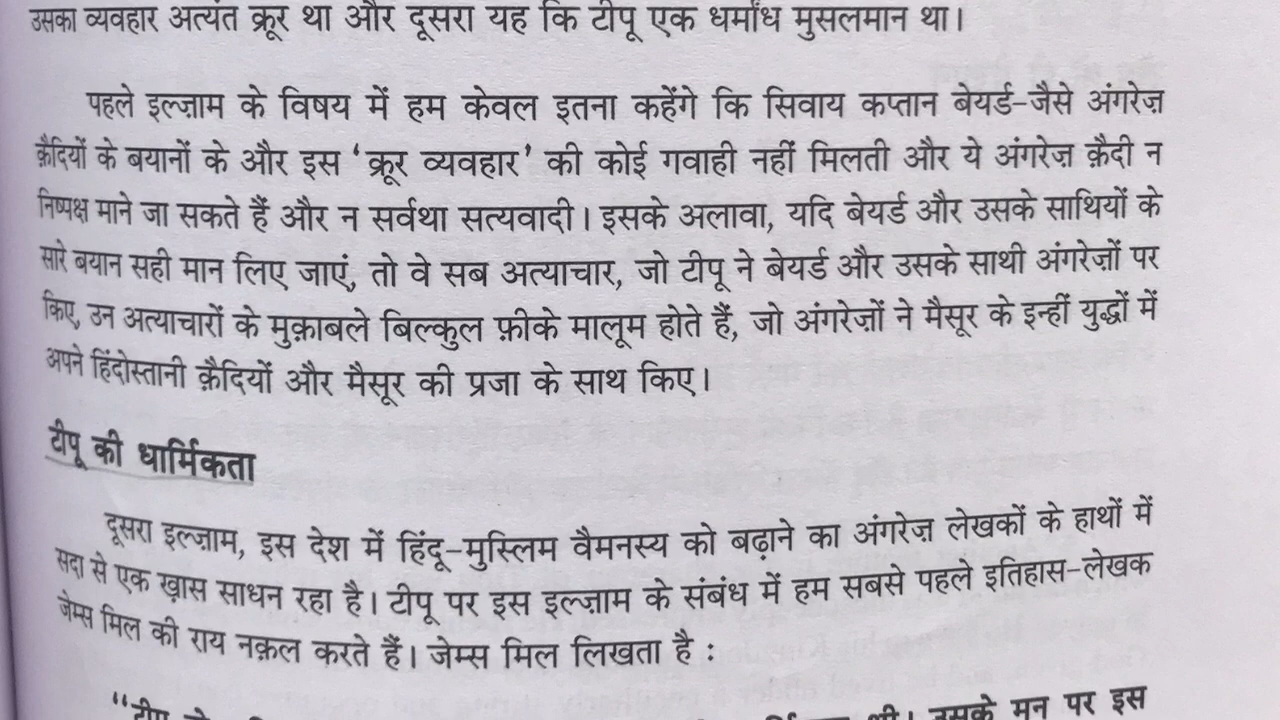 उसका व्यवहार अत्यंत क्रूर था और दूसरा यह कि टीपू एक धर्मांध मुसलमान था।
पहले इल्ज़ाम के विषय में हम केवल इतना कहेंगे कि सिवाय कप्तान बेयर्ड-जैसे अंगरेज़
क़ैदियों के बयानों के और इस ‘क्रूर व्यवहार’ की कोई गवाही नहीं मिलती और ये अंगरेज़ क़ैदी न
निष्पक्ष माने जा सकते हैं और न सर्वथा सत्यवादी। इसके अलावा, यदि बेयर्ड और उसके साथियों के
सारे बयान सही मान लिए जाएं, तो वे सब अत्याचार, जो टीपू ने बेयर्ड और उसके साथी अंगरेज़ों पर
किए, उन अत्याचारों के मुक़ाबले बिल्कुल फ़ीके मालूम होते हैं, जो अंगरेज़ों ने मैसूर के इन्हीं युद्धों में
अपने हिंदोस्तानी क़ैदियों और मैसूर की प्रजा के साथ किए।
टीपू की धार्मिकता
दूसरा इल्ज़ाम, इस देश में हिंदू-मुस्लिम वैमनस्य को बढ़ाने का अंगरेज़ लेखकों के हाथों में
सदा से एक ख़ास साधन रहा है। टीपू पर इस इल्ज़ाम के संबंध में हम सबसे पहले इतिहास-लेखक
जेम्स मिल की राय नक़ल करते हैं। जेम्स मिल लिखता है :
“टीपू उसके मन पर इस